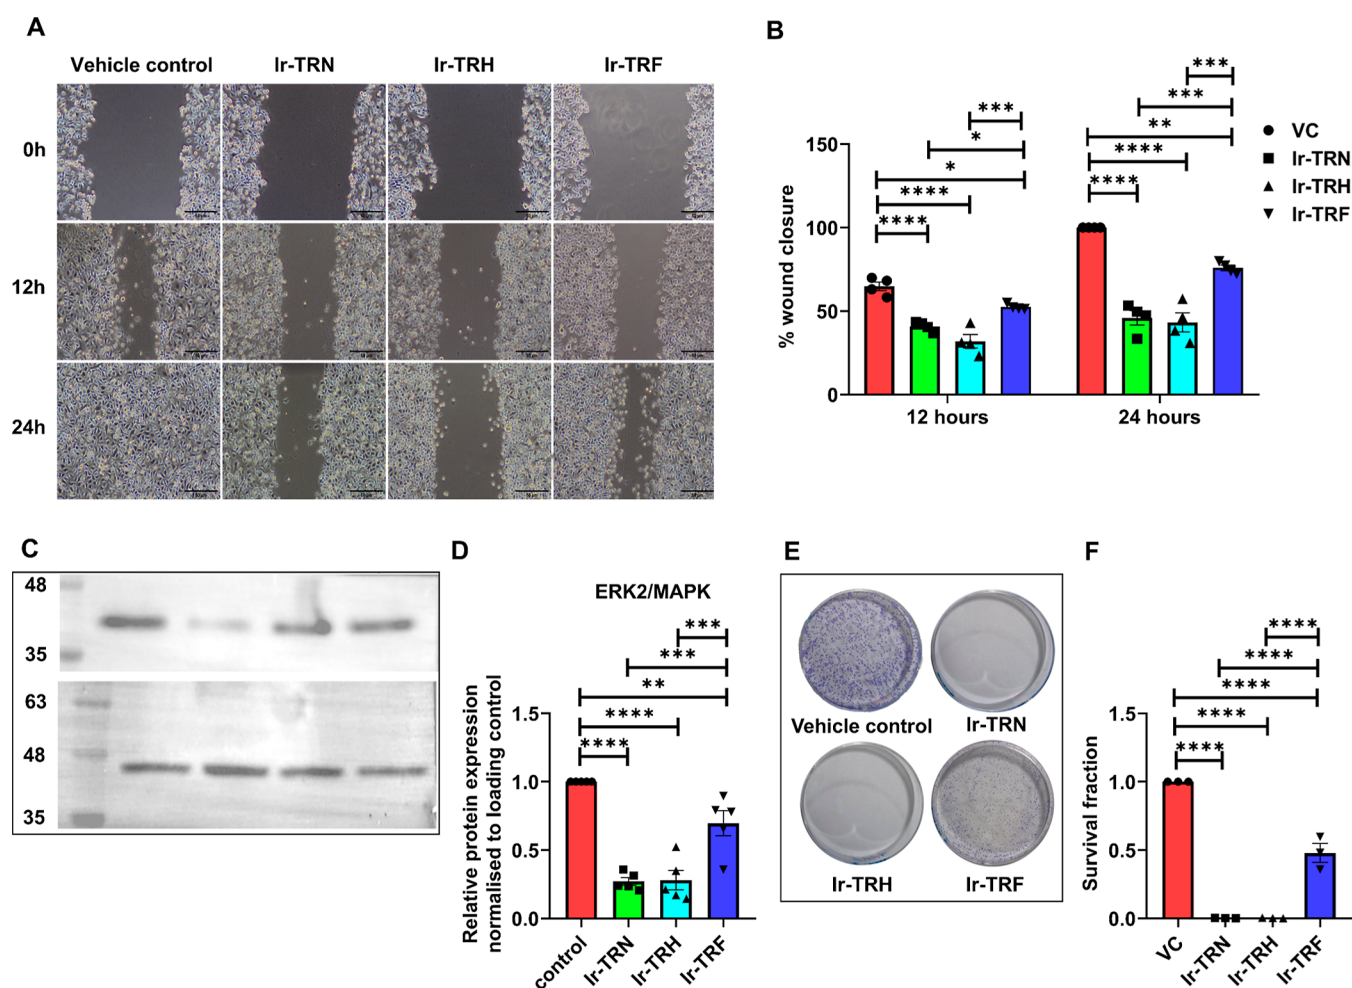 A
Vehicle control Ir-TRN Ir-TRH Ir-TRF
0h
12h
24h
B
% wound closure
150
100
50
0
12 hours 24 hours
*** * * **** ****
*** *** ** **** ****
VC
Ir-TRN
Ir-TRH
Ir-TRF
C
48
35
63
48
35
D
ERK2/MAPK
Relative protein expression
normalised to loading control
1.5
1.0
0.5
0.0
***
***
**
****
****
control Ir-TRN Ir-TRH Ir-TRF
E
Vehicle control Ir-TRN
Ir-TRH Ir-TRF
F
Survival fraction
1.5
1.0
0.5
0.0
****
****
****
****
****
VC Ir-TRN Ir-TRH Ir-TRF